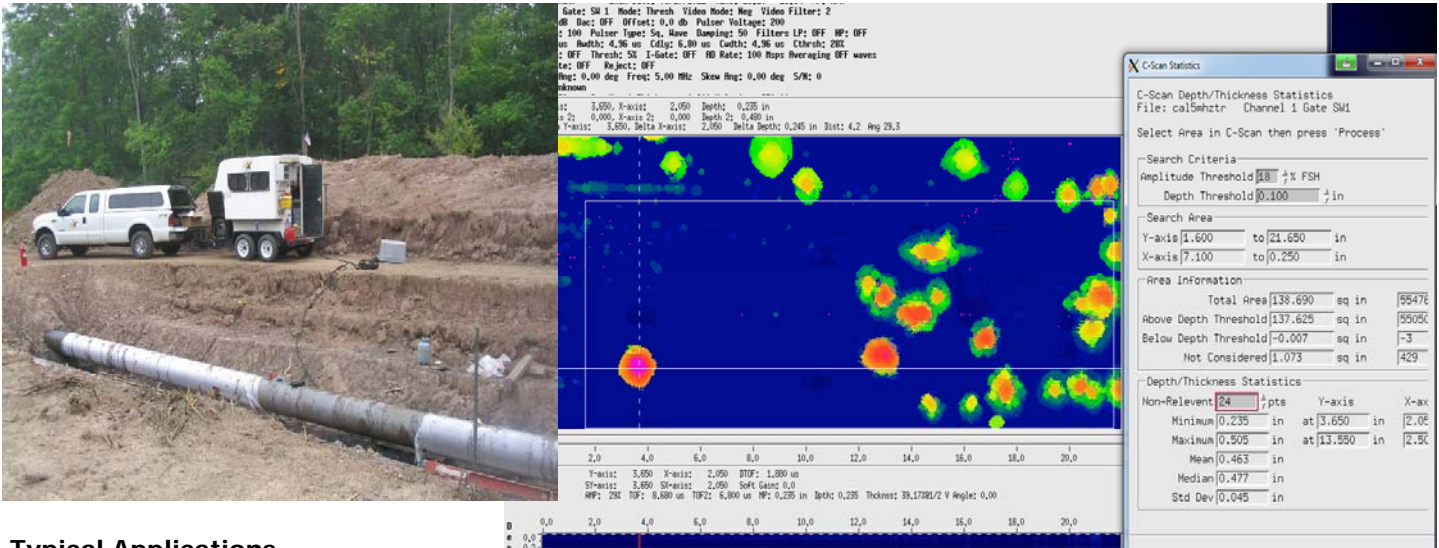 Gate: SW 1 Mode: Thresh Video Mode: Neg Video Filter: 2
dB Dac: OFF Offset: 0.0 db Pulser Voltage: 200
: 100 Pulser Type: Sq. Wave Damping: 50 Filters LP: OFF HP: OFF
us Awdth: 4.96 us Cdly: 6.80 us Cwdth: 4.96 us Cthrsh: 28%
: OFF Thresh: 5% I-Gate: OFF AD Rate: 100 Msps Averaging OFF waves
te: OFF Reject: OFF
Ang: 0.00 deg Freq: 5.00 MHz Skew Ang: 0.00 deg S/N: 0
nknown
is: 3.650, X-axis: 2.050 Depth: 0.235 in
s 2: 0.000, X-axis 2: 0.000 Depth 2: 0.480 in
Y-axis: 3.650, Delta X-axis: 2.050 Delta Depth: 0.245 in Dist: 4.2 Ang 29.3
2.0 4.0 6.0 8.0 10.0 12.0 14.0 16.0 18.0 20.0
Y-axis: 3.650 X-axis: 2.050 DTOF: 1.880 us
SY-axis: 3.650 SX-axis: 2.050 Soft Gain: 0.0
AMP: 29% TOF: 8.680 us TOF2: 6.800 us MP: 0.235 in Dpth: 0.235 Thcknss: 39.17%@1/2 V Angle: 0.00
0.0 2.0 4.0 6.0 8.0 10.0 12.0 14.0 16.0 18.0 20.0
D
e 0.0
C-Scan Statistics
C-Scan Depth/Thickness Statistics
File: cal5mhztr Channel 1 Gate SW1
Select Area in C-Scan then press 'Process'
Search Criteria
Amplitude Threshold 18 % FSH
Depth Threshold 0.100 in
Search Area
Y-axis 1.600 to 21.650 in
X-axis 7.100 to 0.250 in
Area Information
Total Area 138.690 sq in 55476
Above Depth Threshold 137.625 sq in 5505
Below Depth Threshold -0.007 sq in -3
Not Considered 1.073 sq in 429
Depth/Thickness Statistics
Non-Relevent 24 pts Y-axis X-ax
Minimum 0.235 in at 3.650 in 2.05
Maximum 0.505 in at 13.550 in 2.50
Mean 0.463 in
Median 0.477 in
Std Dev 0.045 in
Typical Applications